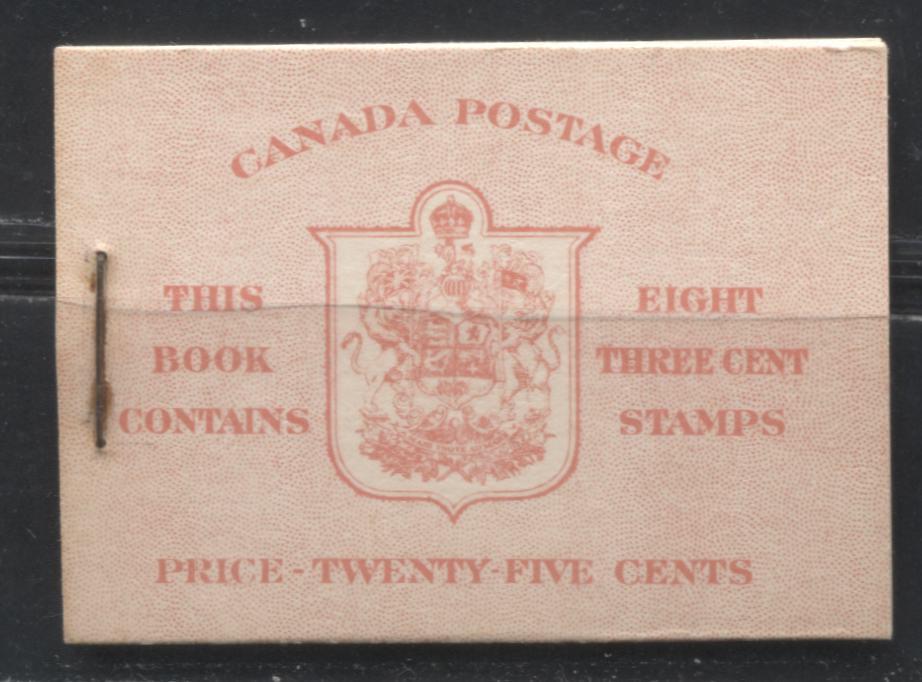 CANADA POSTAGE
THIS
BOOK
CONTAINS
EIGHT
THREE CENT
STAMPS
PRICE-TWENTY-FIVE CENTS